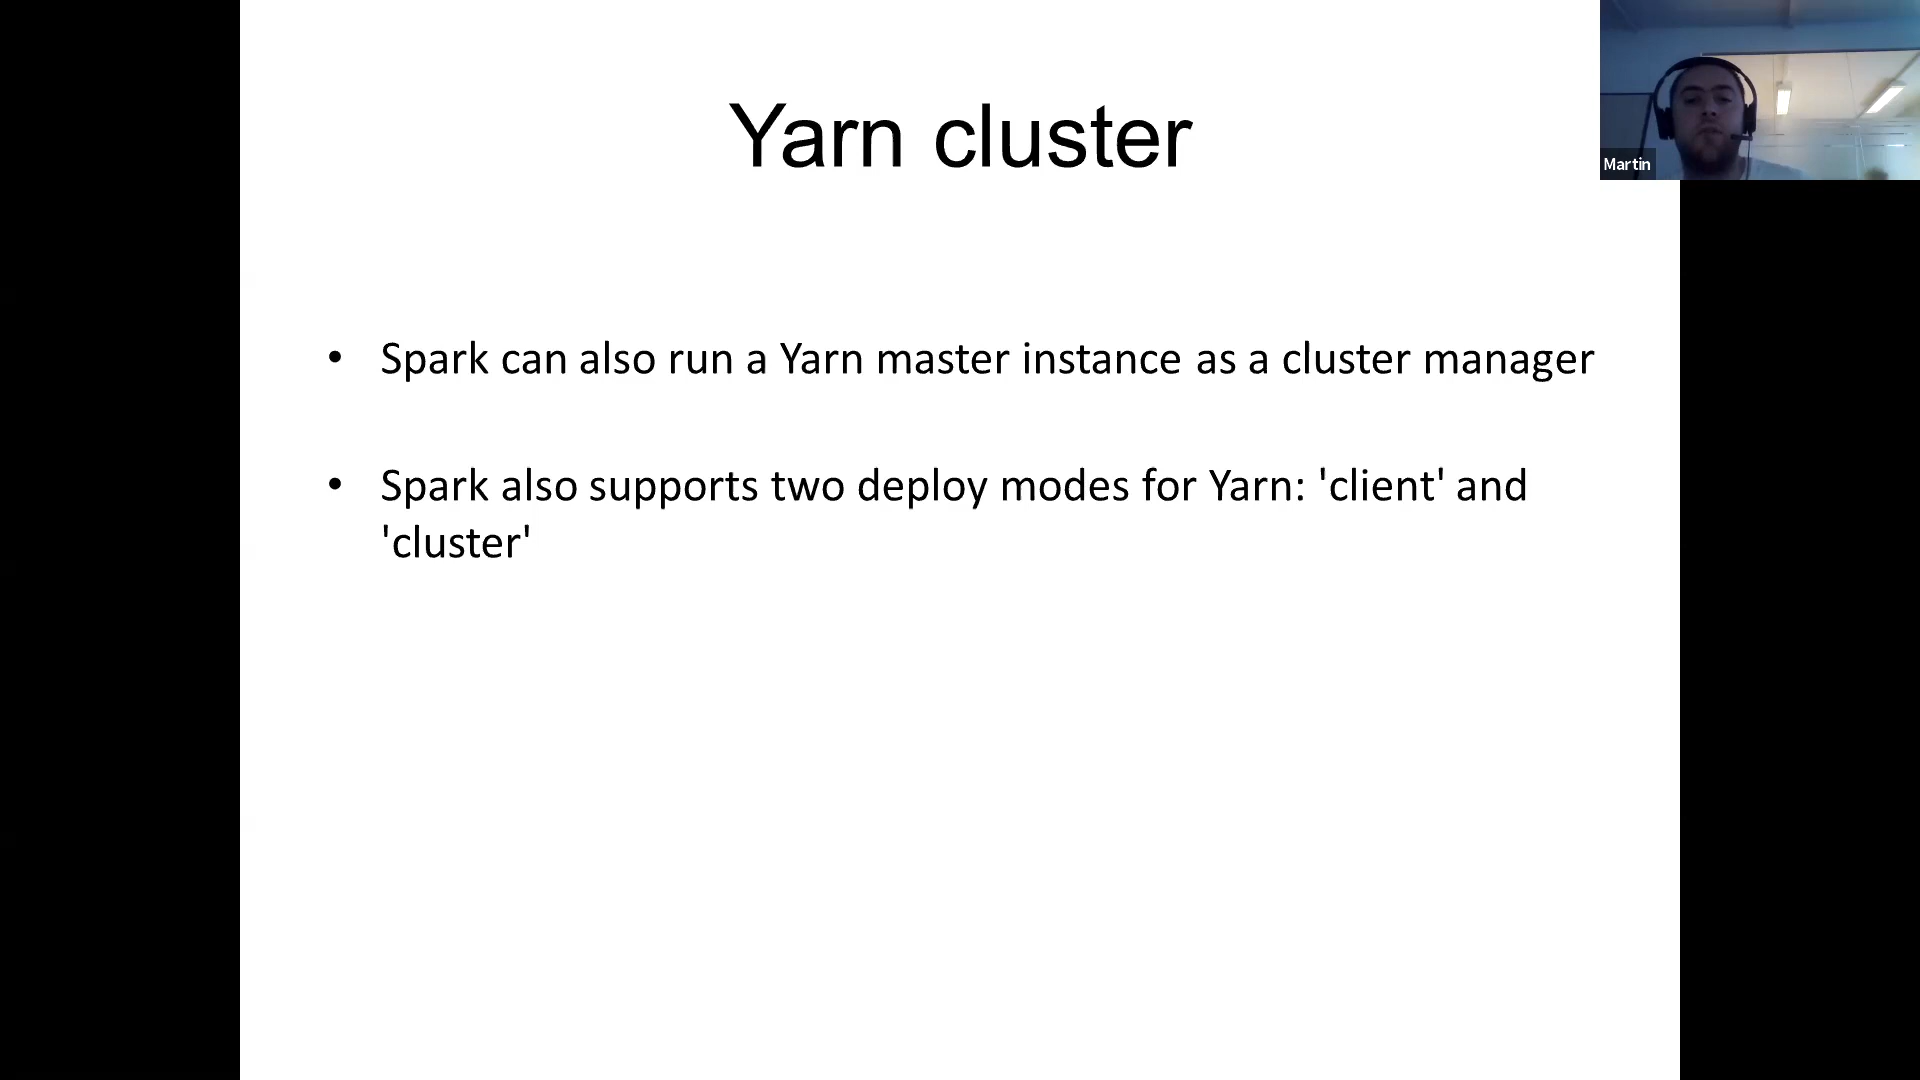 Yarn cluster
Martin
• Spark can also run a Yarn master instance as a cluster manager
• Spark also supports two deploy modes for Yarn: 'client' and
'cluster'